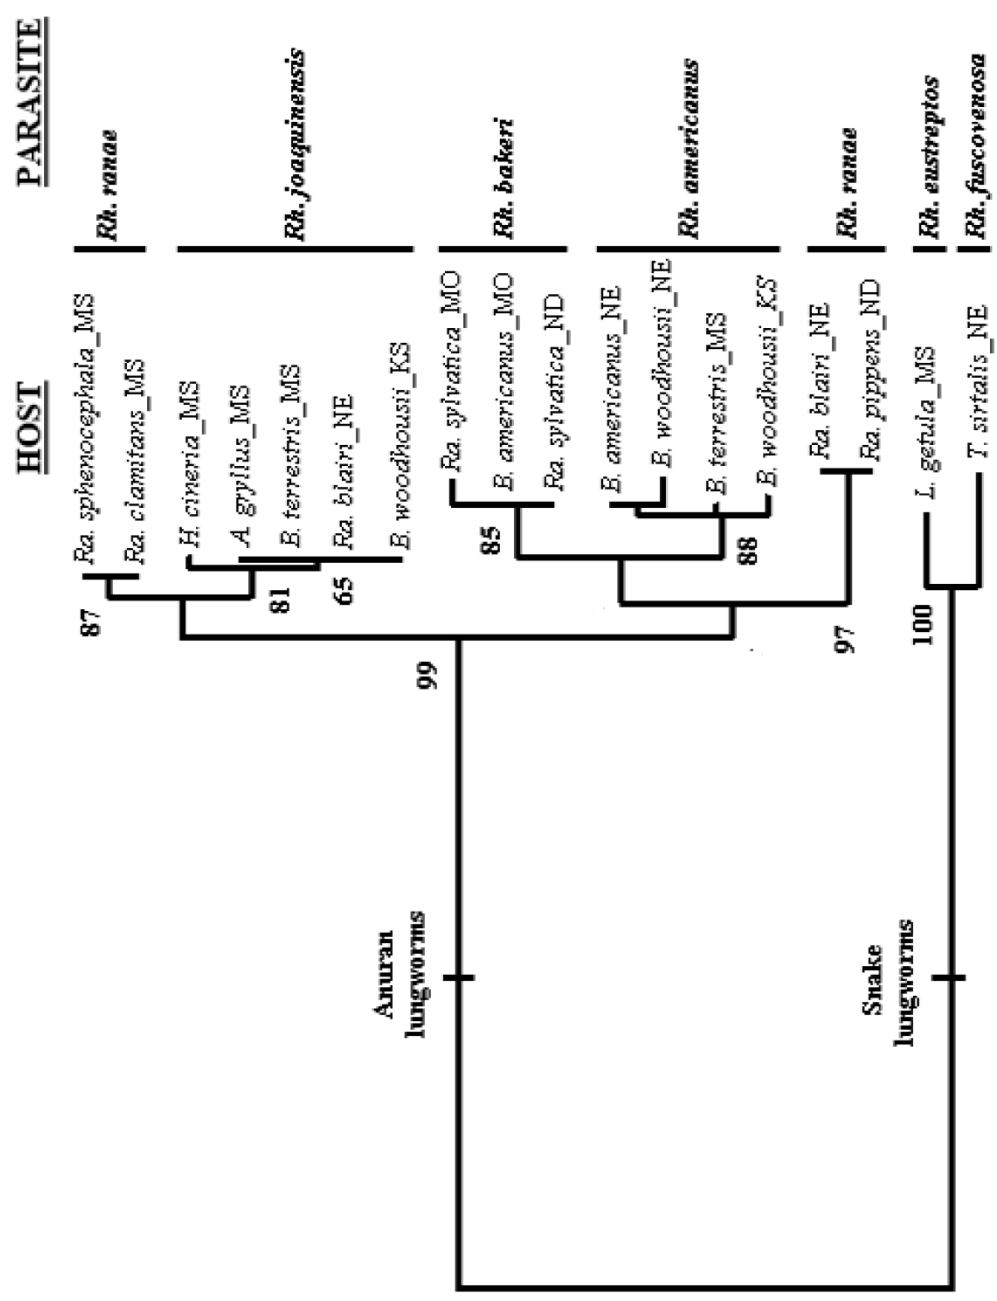 HOST
PARASITE
Ra. sphenocephala_MS
Ra. clamitans_MS
Rh. ranae
87
H. cineria_MS
A gryllus_MS
B. terrestris_MS
Ra. blairi_NE
B. woodhousii_KS
Rh. joaquinensis
81
65
99
Ra. sylvatica_MO
B. americanus_MO
Ra. sylvatica_ND
Rh. bakeri
85
B. americanus_NE
B. woodhousii_NE
B. terrestris_MS
B. woodhousii_KS
Rh. americanus
88
Ra. blairi_NE
Ra. pippens_ND
Rh. ranae
97
L. getula_MS
Rh. eustreptos
T. sirtalis_NE
Rh. fuscovenosa
100
Anuran
lungworms
Snake
lungworms